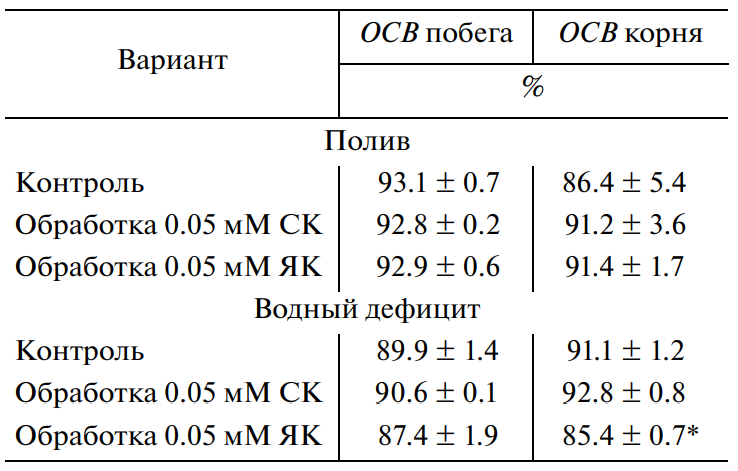 Вариант ОСВ побега ОСВ корня
%
Полив
Контроль 93.1 ± 0.7 86.4 ± 5.4
Обработка 0.05 мМ СК 92.8 ± 0.2 91.2 ± 3.6
Обработка 0.05 мМ ЯК 92.9 ± 0.6 91.4 ± 1.7
Водный дефицит
Контроль 89.9 ± 1.4 91.1 ± 1.2
Обработка 0.05 мМ СК 90.6 ± 0.1 92.8 ± 0.8
Обработка 0.05 мМ ЯК 87.4 ± 1.9 85.4 ± 0.7*